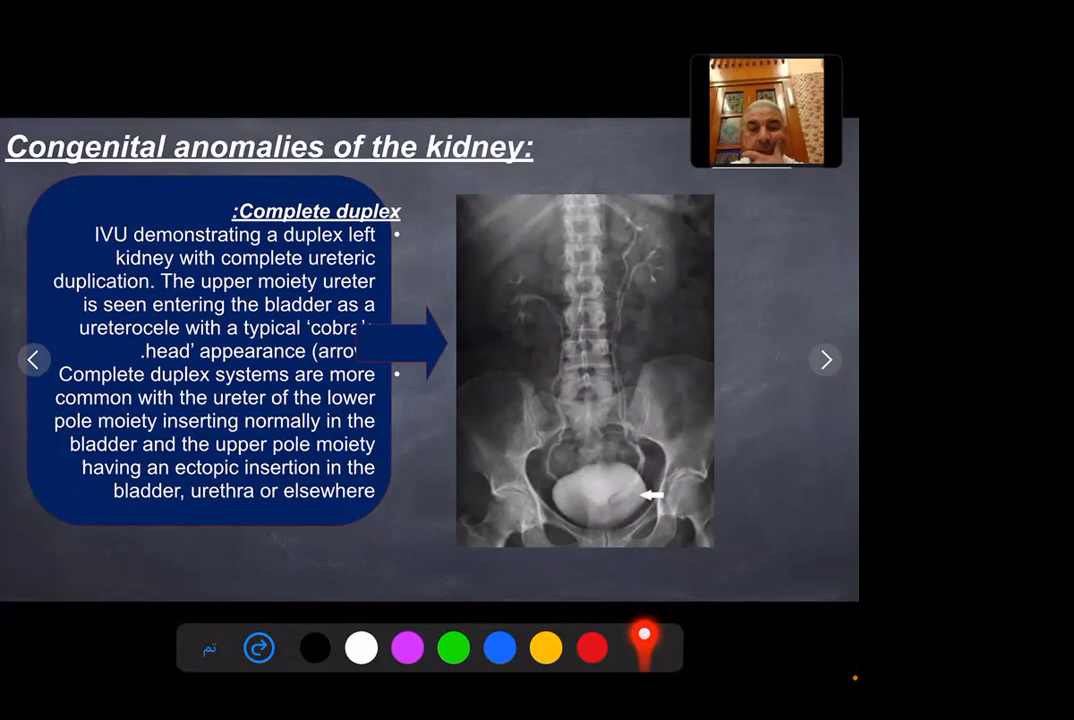 Congenital anomalies of the kidney:
:Complete duplex
IVU demonstrating a duplex left •
kidney with complete ureteric
duplication. The upper moiety ureter
is seen entering the bladder as a
ureterocele with a typical ‘cobra
.head’ appearance
Complete duplex systems are more •
common with the ureter of the lower
pole moiety inserting normally in the
bladder and the upper pole moiety
having an ectopic insertion in the
bladder, urethra or elsewhere
تم